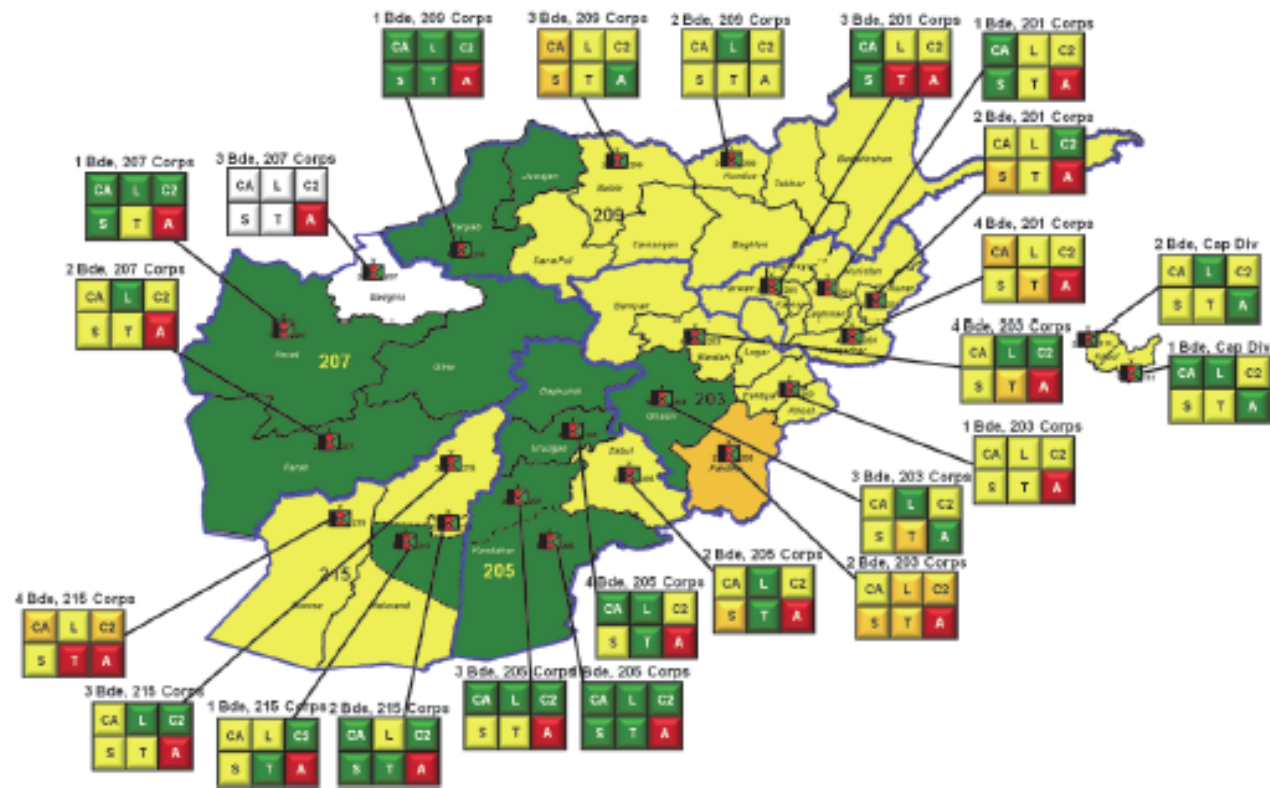 1 Bde, 209 Corps
CA L C2
S T A
3 Bde, 209 Corps
CA L C2
S T A
2 Bde, 209 Corps
CA L C2
S T A
3 Bde, 201 Corps
CA L C2
S T A
1 Bde, 201 Corps
CA L C2
S T A
2 Bde, 201 Corps
CA L C2
S T A
1 Bde, 207 Corps
CA L C2
S T A
3 Bde, 207 Corps
CA L C2
S T A
4 Bde, 201 Corps
CA L C2
S T A
2 Bde, Cap Div
CA L C2
S T A
2 Bde, 207 Corps
CA L C2
S T A
4 Bde, 203 Corps
CA L C2
S T A
1 Bde, Cap Div
CA L C2
S T A
1 Bde, 203 Corps
CA L C2
S T A
3 Bde, 203 Corps
CA L C2
S T A
2 Bde, 203 Corps
CA L C2
S T A
2 Bde, 205 Corps
CA L C2
S T A
4 Bde, 205 Corps
CA L C2
S T A
4 Bde, 215 Corps
CA L C2
S T A
3 Bde, 215 Corps
CA L C2
S T A
1 Bde, 215 Corps
CA L C2
S T A
2 Bde, 215 Corps
CA L C2
S T A
3 Bde, 205 Corps
CA L C2
S T A
Bde, 205 Corps
CA L C2
S T A
209
207
203
215
205
Jawzjan
Faryab
Balkh
Kunduz
Takhar
Badakhshan
Samangan
Baghlan
Sar-e Pul
Badghis
Herat
Ghor
Farah
Bamyan
Daykundi
Uruzgan
Ghazni
Zabul
Paktika
Kandahar
Helmand
Nimroz
Nuristan
Kunar
Laghman
Parwan
Wardak
Logar
Paktya
Khost